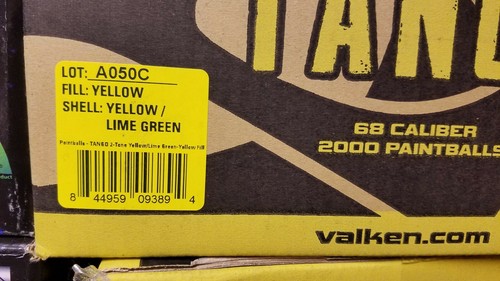 TANG
LOT: A050C
FILL: YELLOW
SHELL: YELLOW /
LIME GREEN
Paintballs - TANGO 2-Tone Yellow/Lime Green-Yellow Fill
8 44959 09389 4
68 CALIBER
2000 PAINTBALLS
valken.com